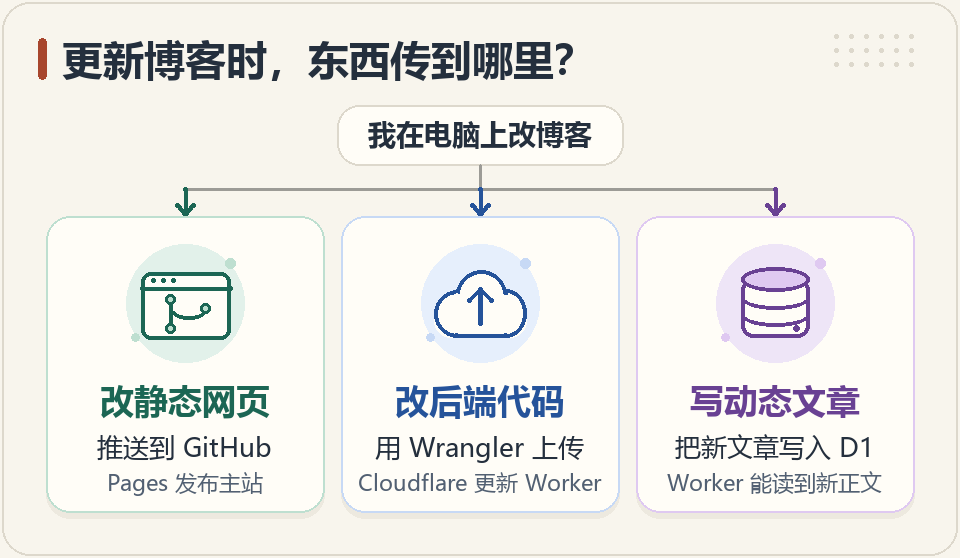 更新博客时，东西传到哪里？
我在电脑上改博客
改静态网页
推送到 GitHub
Pages 发布主站
改后端代码
用 Wrangler 上传
Cloudflare 更新 Worker
写动态文章
把新文章写入 D1
Worker 能读到新正文